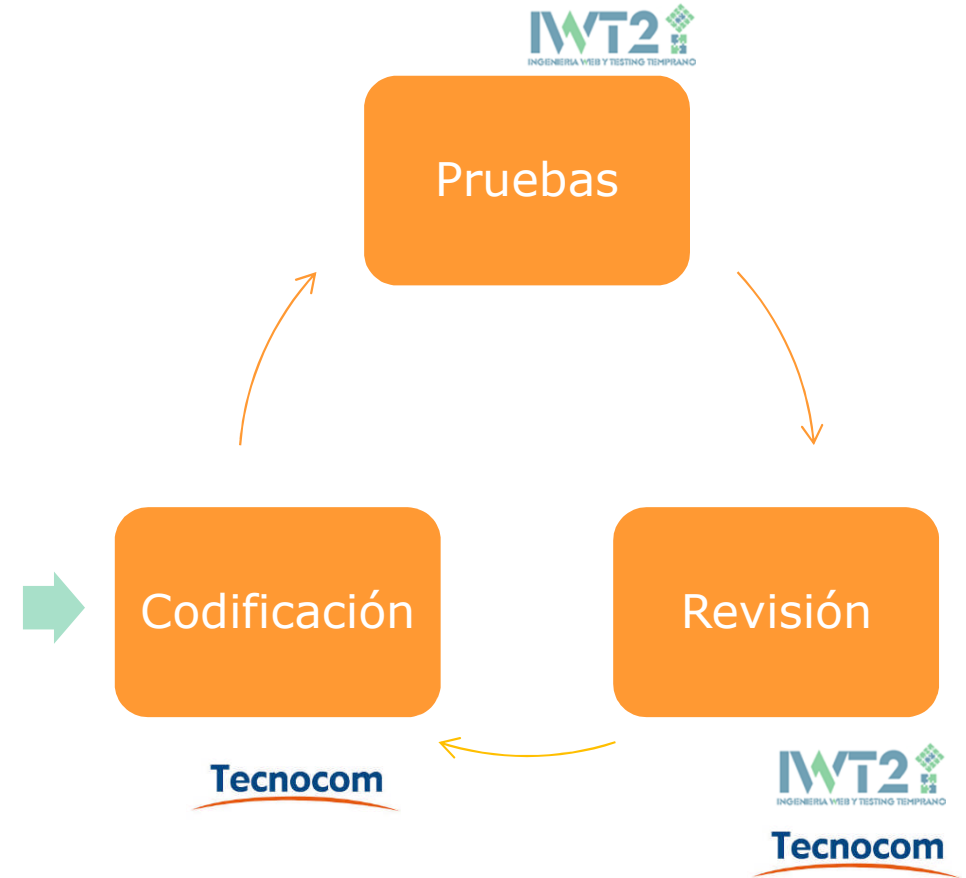 IWT2
INGENIERIA WEB Y TESTING TEMPRANO
Pruebas
Codificación
Revisión
Tecnocom
IWT2
INGENIERIA WEB Y TESTING TEMPRANO
Tecnocom